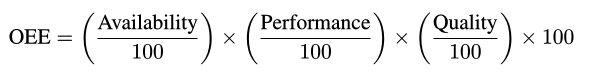 OEE = (Availability / 100) × (Performance / 100) × (Quality / 100) × 100